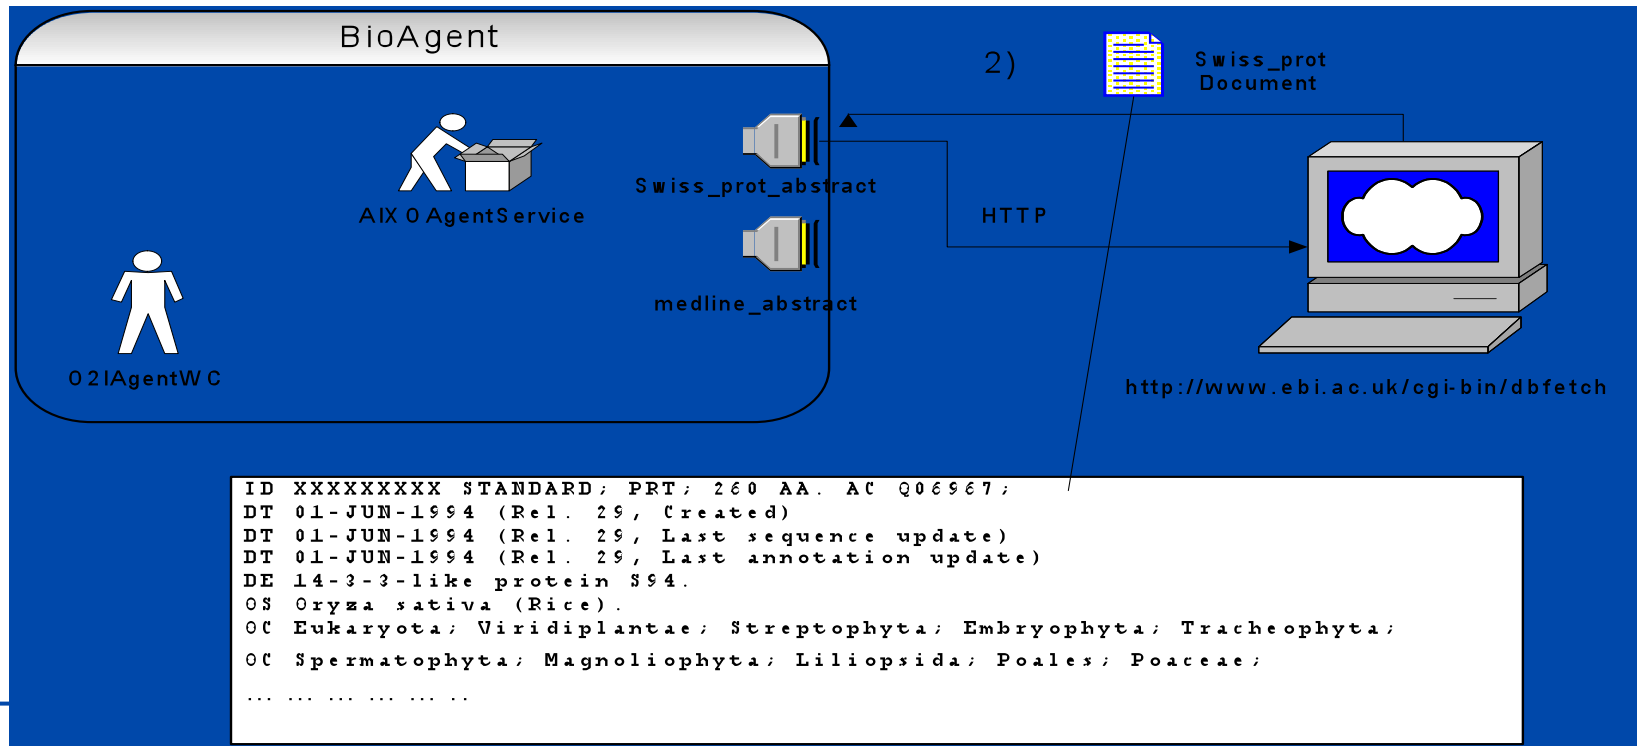 BioAgent
2)
Swiss_prot
Document
Swiss_prot_abstract
AIXO AgentService
HTTP
medline_abstract
O2IAgentWC
http://www.ebi.ac.uk/cgi-bin/dbfetch
ID XXXXXXXXX STANDARD; PRT; 260 AA. AC Q06967;
DT 01-JUN-1994 (Rel. 29, Created)
DT 01-JUN-1994 (Rel. 29, Last sequence update)
DT 01-JUN-1994 (Rel. 29, Last annotation update)
DE 14-3-3-like protein S94.
OS Oryza sativa (Rice).
OC Eukaryota; Viridiplantae; Streptophyta; Embryophyta; Tracheophyta;
OC Spermatophyta; Magnoliophyta; Liliopsida; Poales; Poaceae;
... ... ... ... ... ..